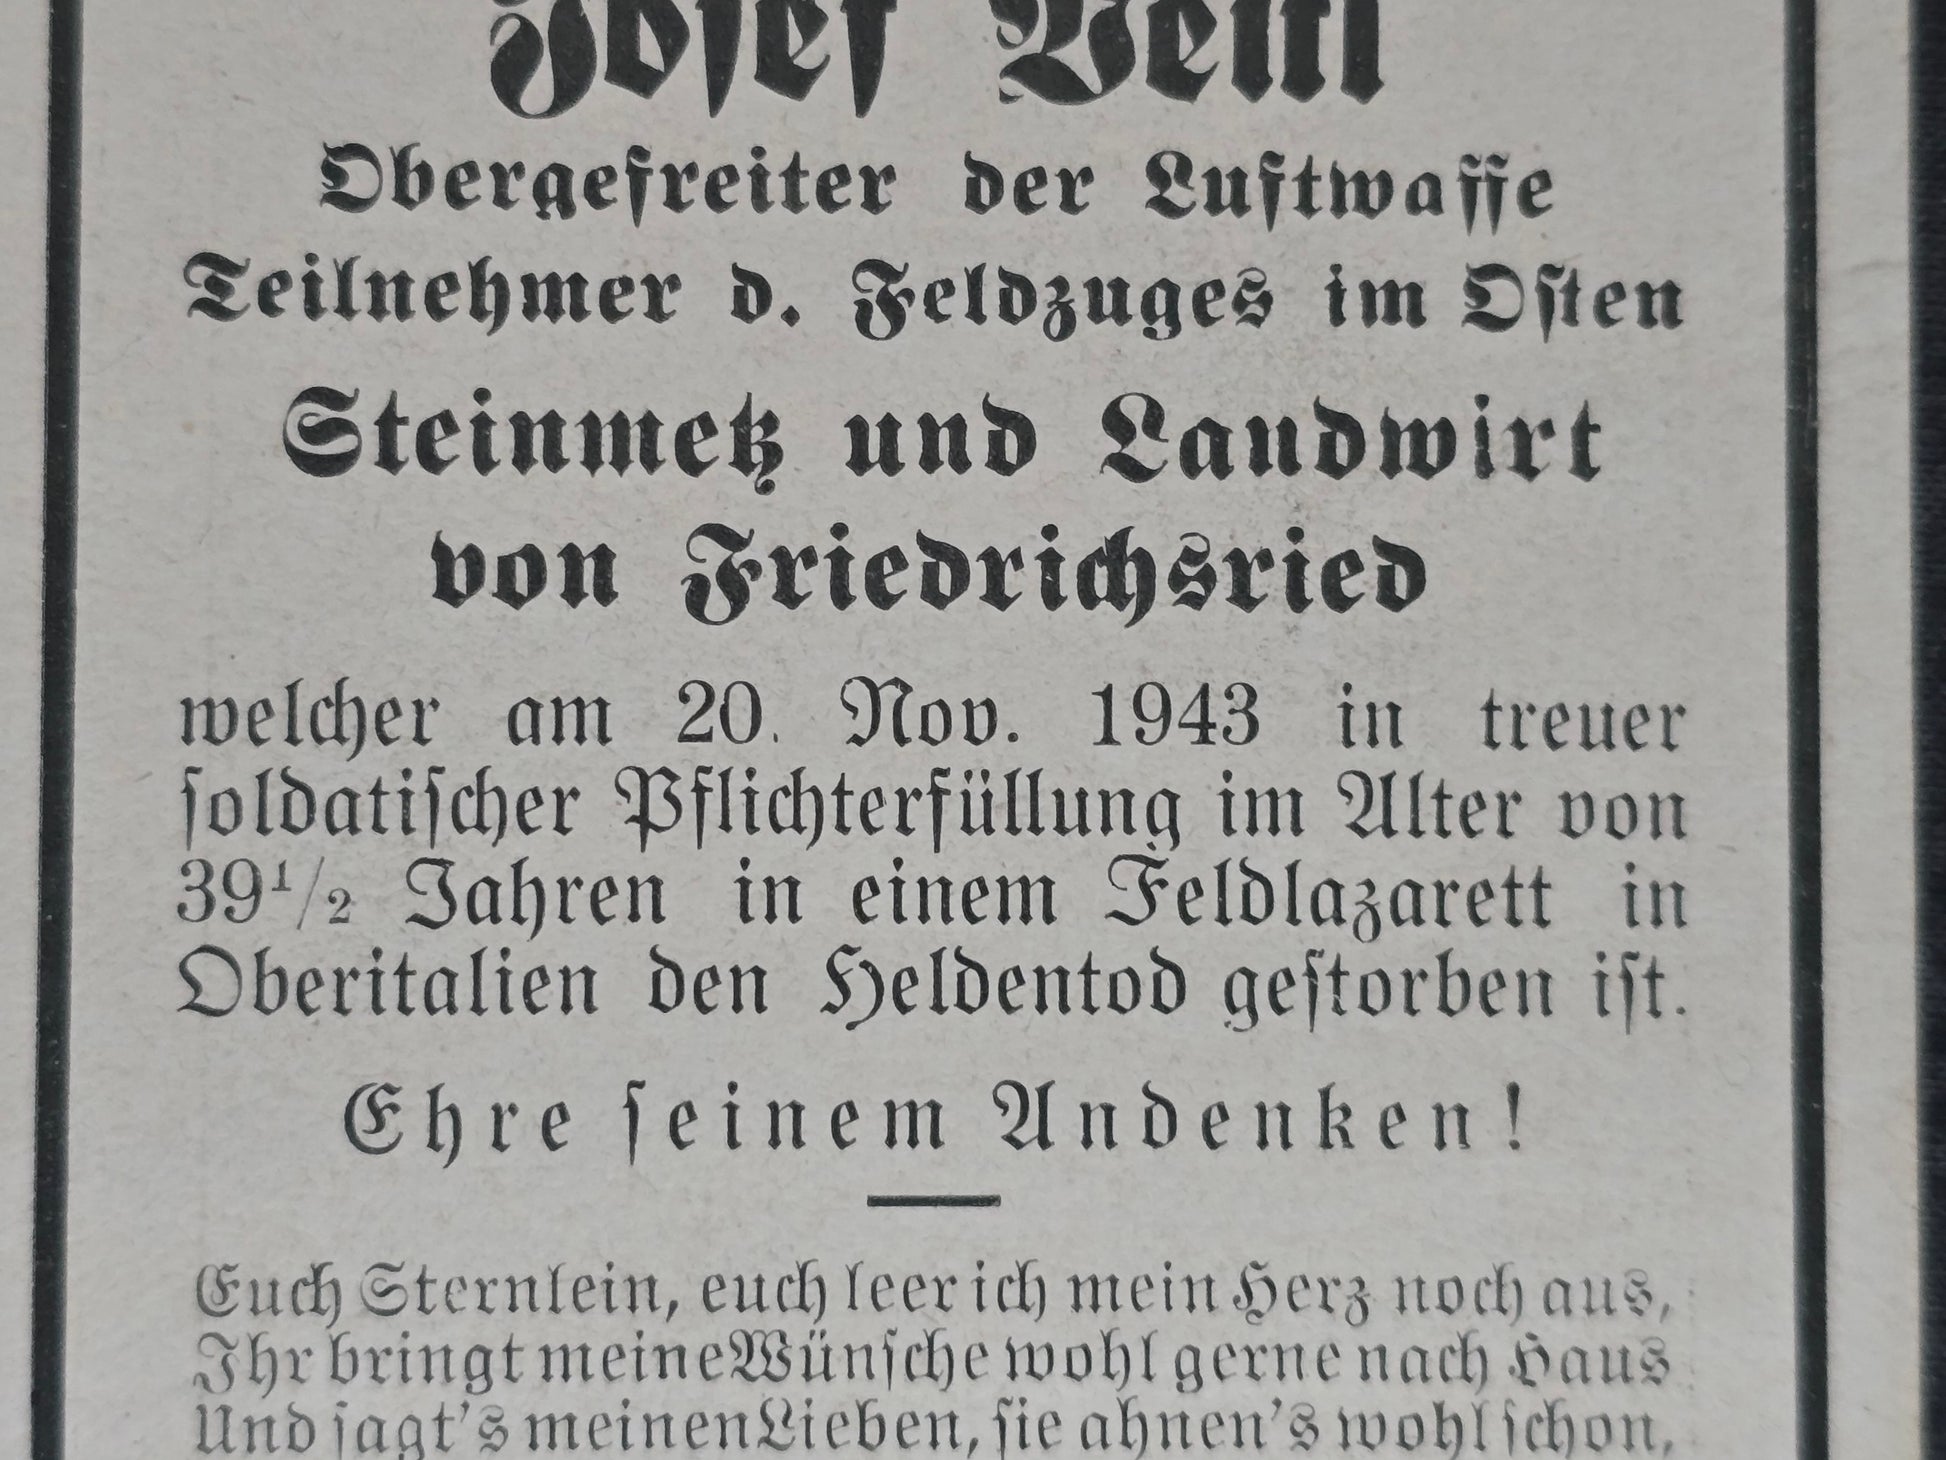 Josef
Obergefreiter der Luftwaffe
Teilnehmer d. Feldzuges im Osten
Steinmetz und Landwirt
von Friedrichsried
welcher am 20. Nov. 1943 in treuer
soldatischer Pflichterfüllung im Alter von
39 1/2 Jahren in einem Feldlazarett in
Oberitalien den Heldentod gestorben ist.
Ehre seinem Andenken!
Euch Sternlein, euch leer ich mein Herz noch aus,
Ihr bringt meine Wünsche wohl gerne nach Haus
Und sagt's meinen Lieben, sie ahnen's wohl schon,